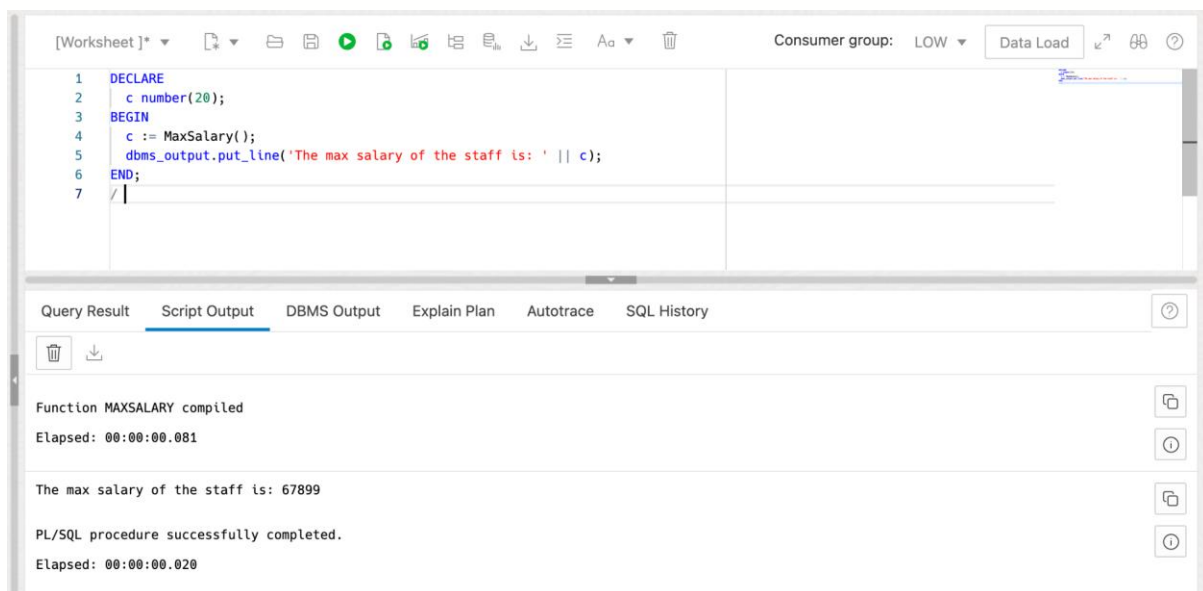 [Worksheet ]* Aa Consumer group: LOW Data Load
1 DECLARE
2 c number(20);
3 BEGIN
4 c := MaxSalary();
5 dbms_output.put_line('The max salary of the staff is: ' || c);
6 END;
7 /
Query Result Script Output DBMS Output Explain Plan Autotrace SQL History
Function MAXSALARY compiled
Elapsed: 00:00:00.081
The max salary of the staff is: 67899
PL/SQL procedure successfully completed.
Elapsed: 00:00:00.020